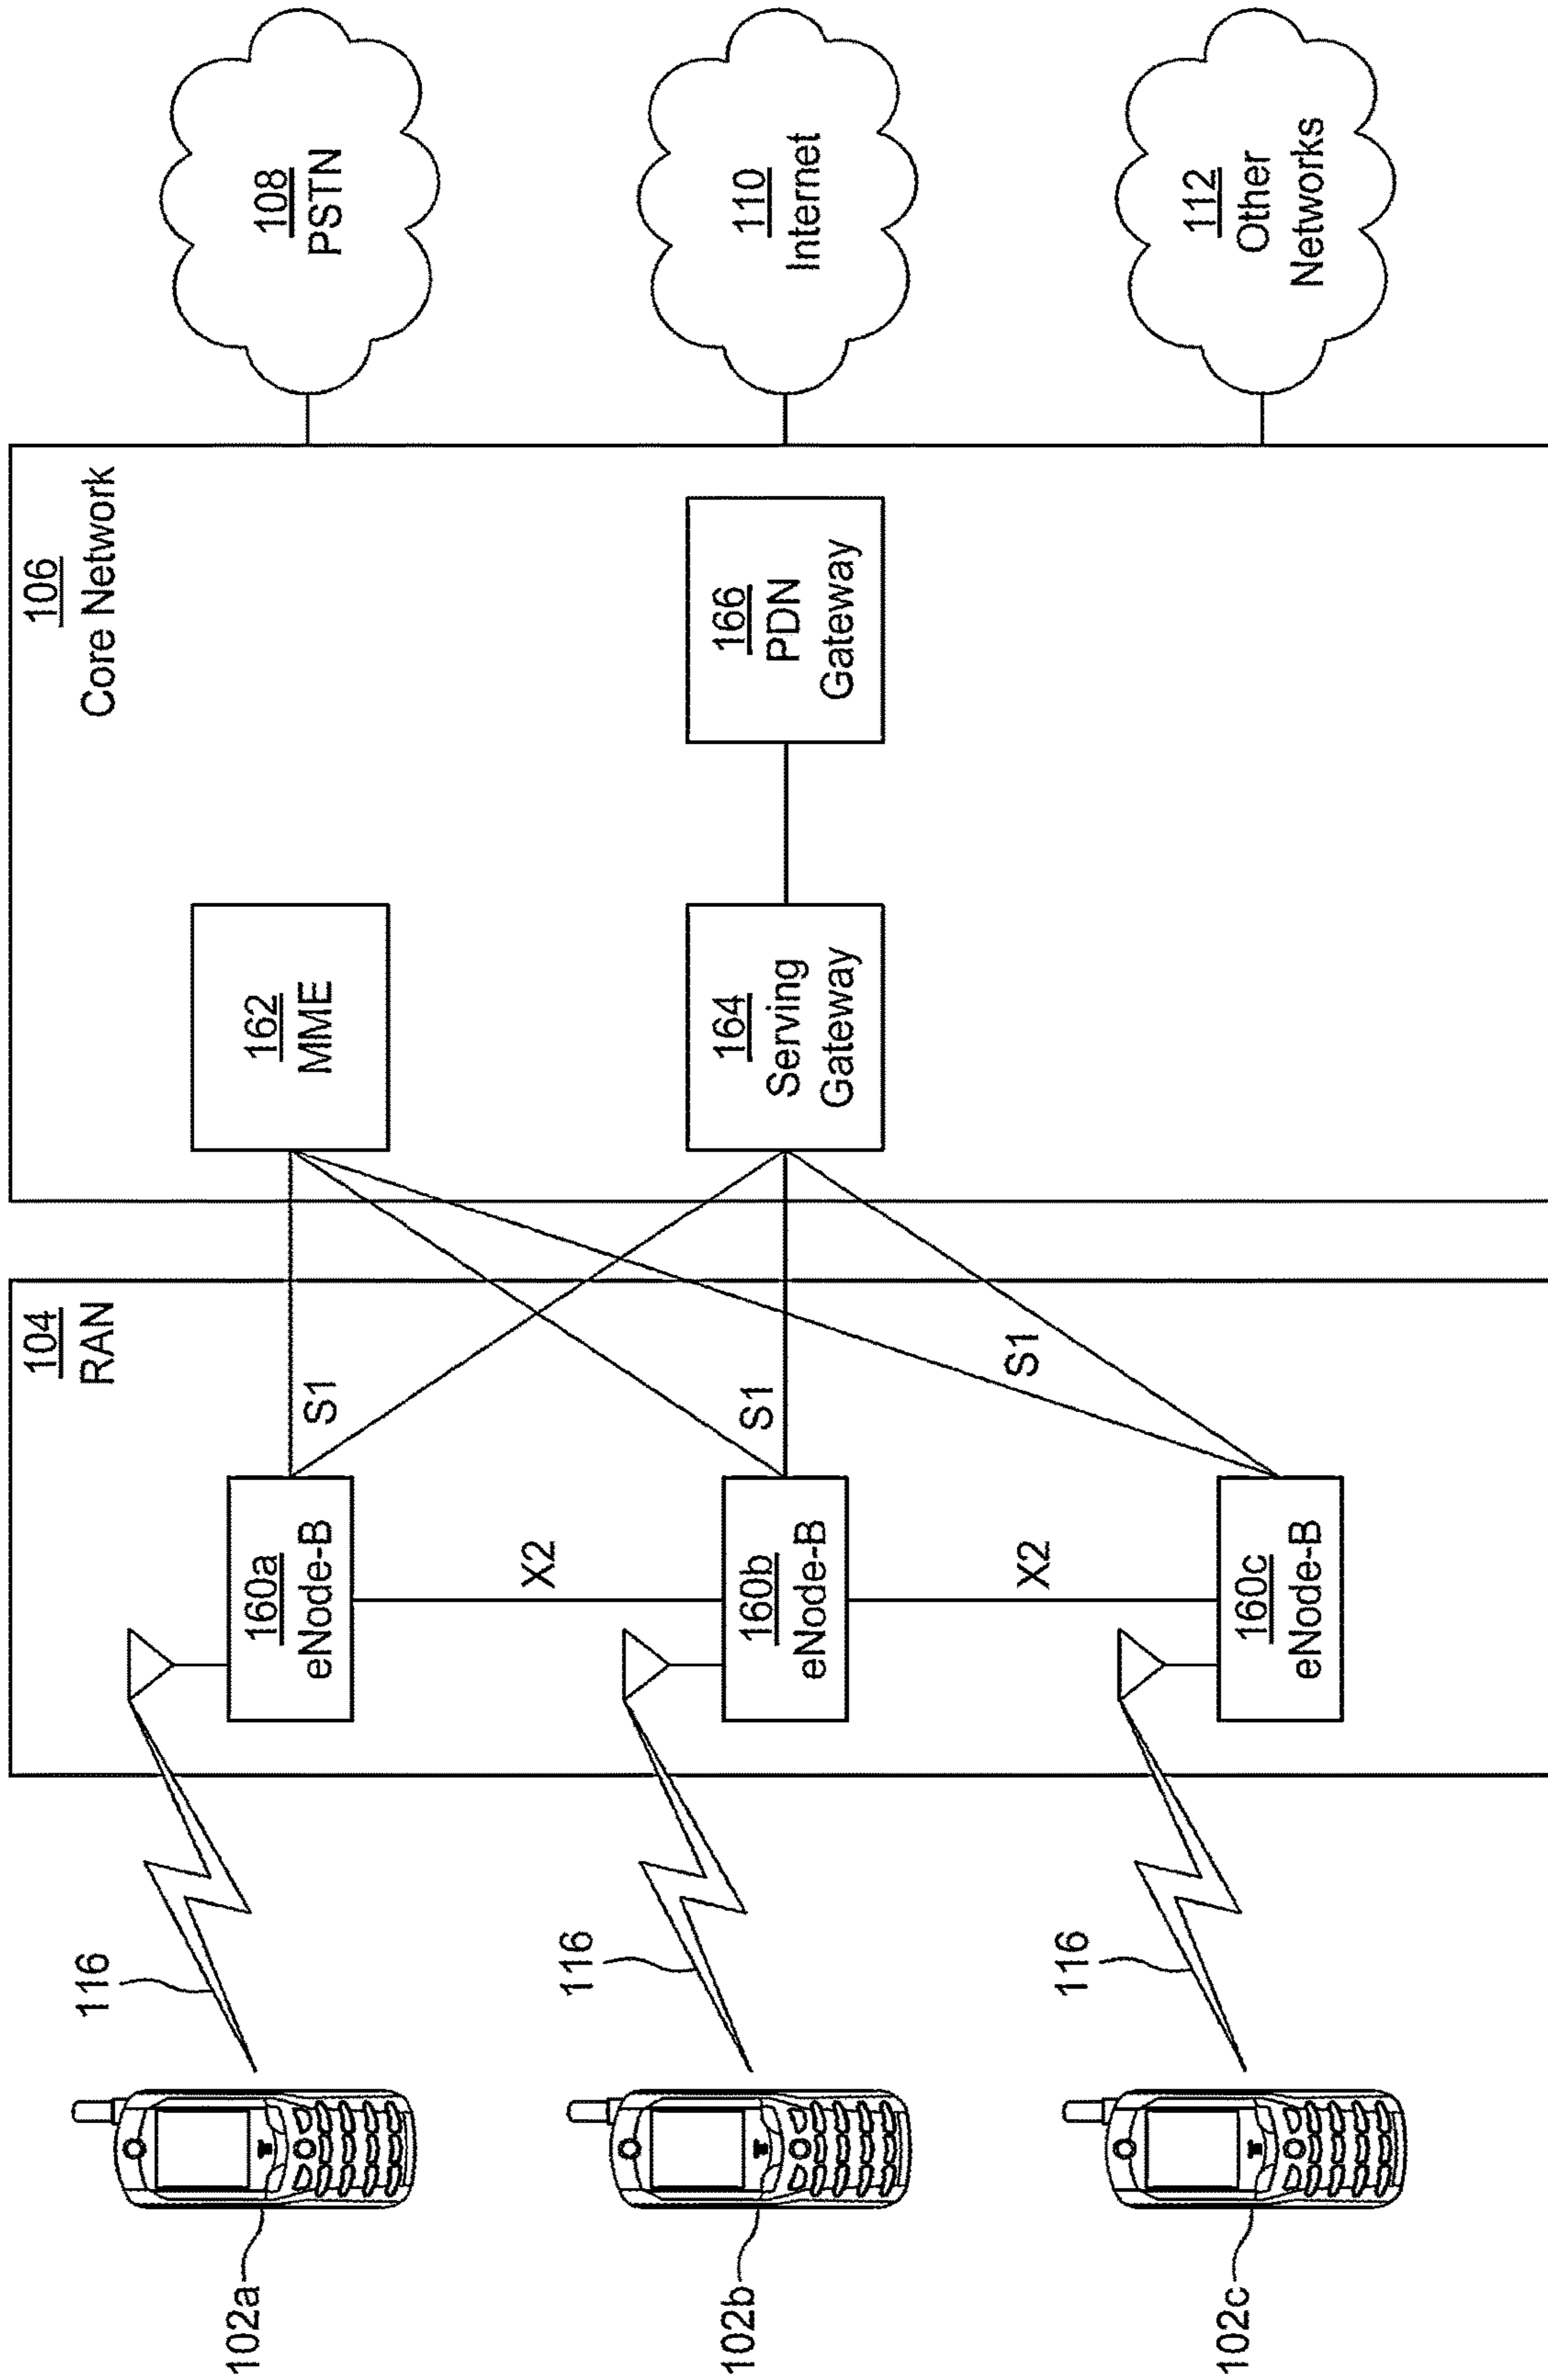 102a
116
104
RAN
160a
eNode-B
S1
162
MME
106
Core Network
108
PSTN
X2
102b
116
160b
eNode-B
S1
164
Serving
Gateway
166
PDN
Gateway
110
Internet
X2
S1
102c
116
160c
eNode-B
112
Other
Networks